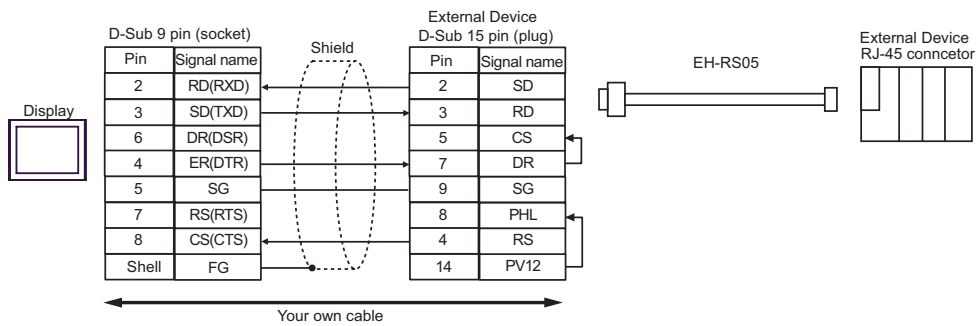 External Device
D-Sub 9 pin (socket)
D-Sub 15 pin (plug)
Shield
Pin Signal name
Pin Signal name
2 RD(RXD)
2 SD
3 SD(TXD)
3 RD
6 DR(DSR)
5 CS
4 ER(DTR)
7 DR
5 SG
9 SG
7 RS(RTS)
8 PHL
8 CS(CTS)
4 RS
Shell FG
14 PV12
Display
Your own cable
EH-RS05
External Device
RJ-45 conncetor